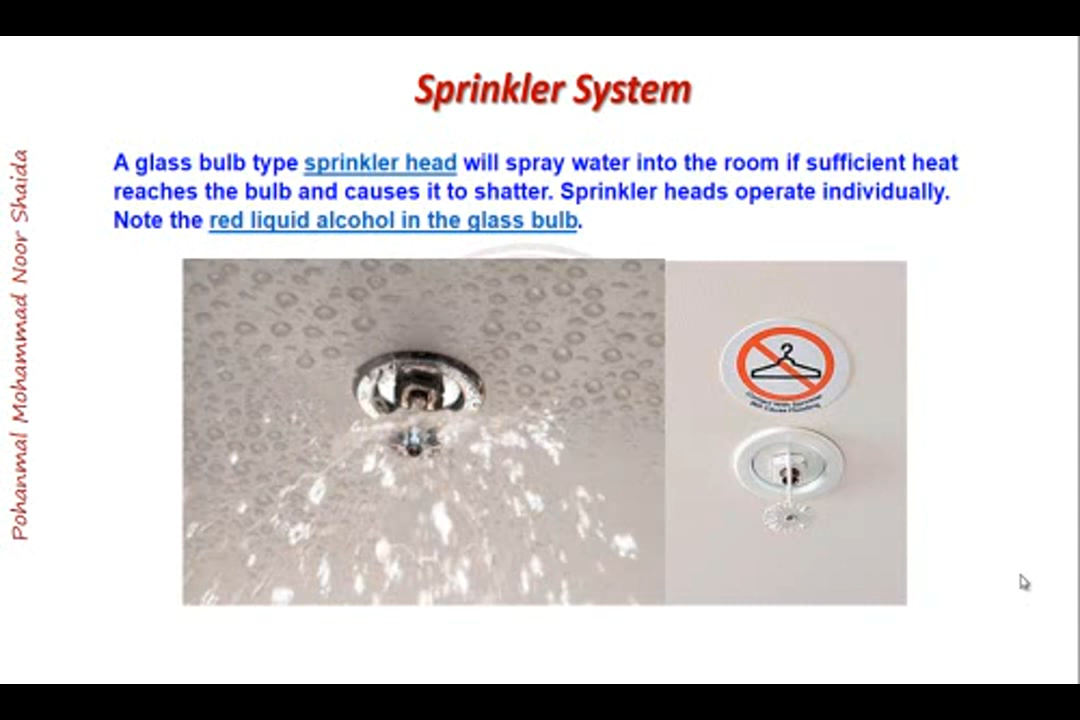 Sprinkler System
A glass bulb type sprinkler head will spray water into the room if sufficient heat
reaches the bulb and causes it to shatter. Sprinkler heads operate individually.
Note the red liquid alcohol in the glass bulb.
Pohanmal Mohammad Noor Shaida